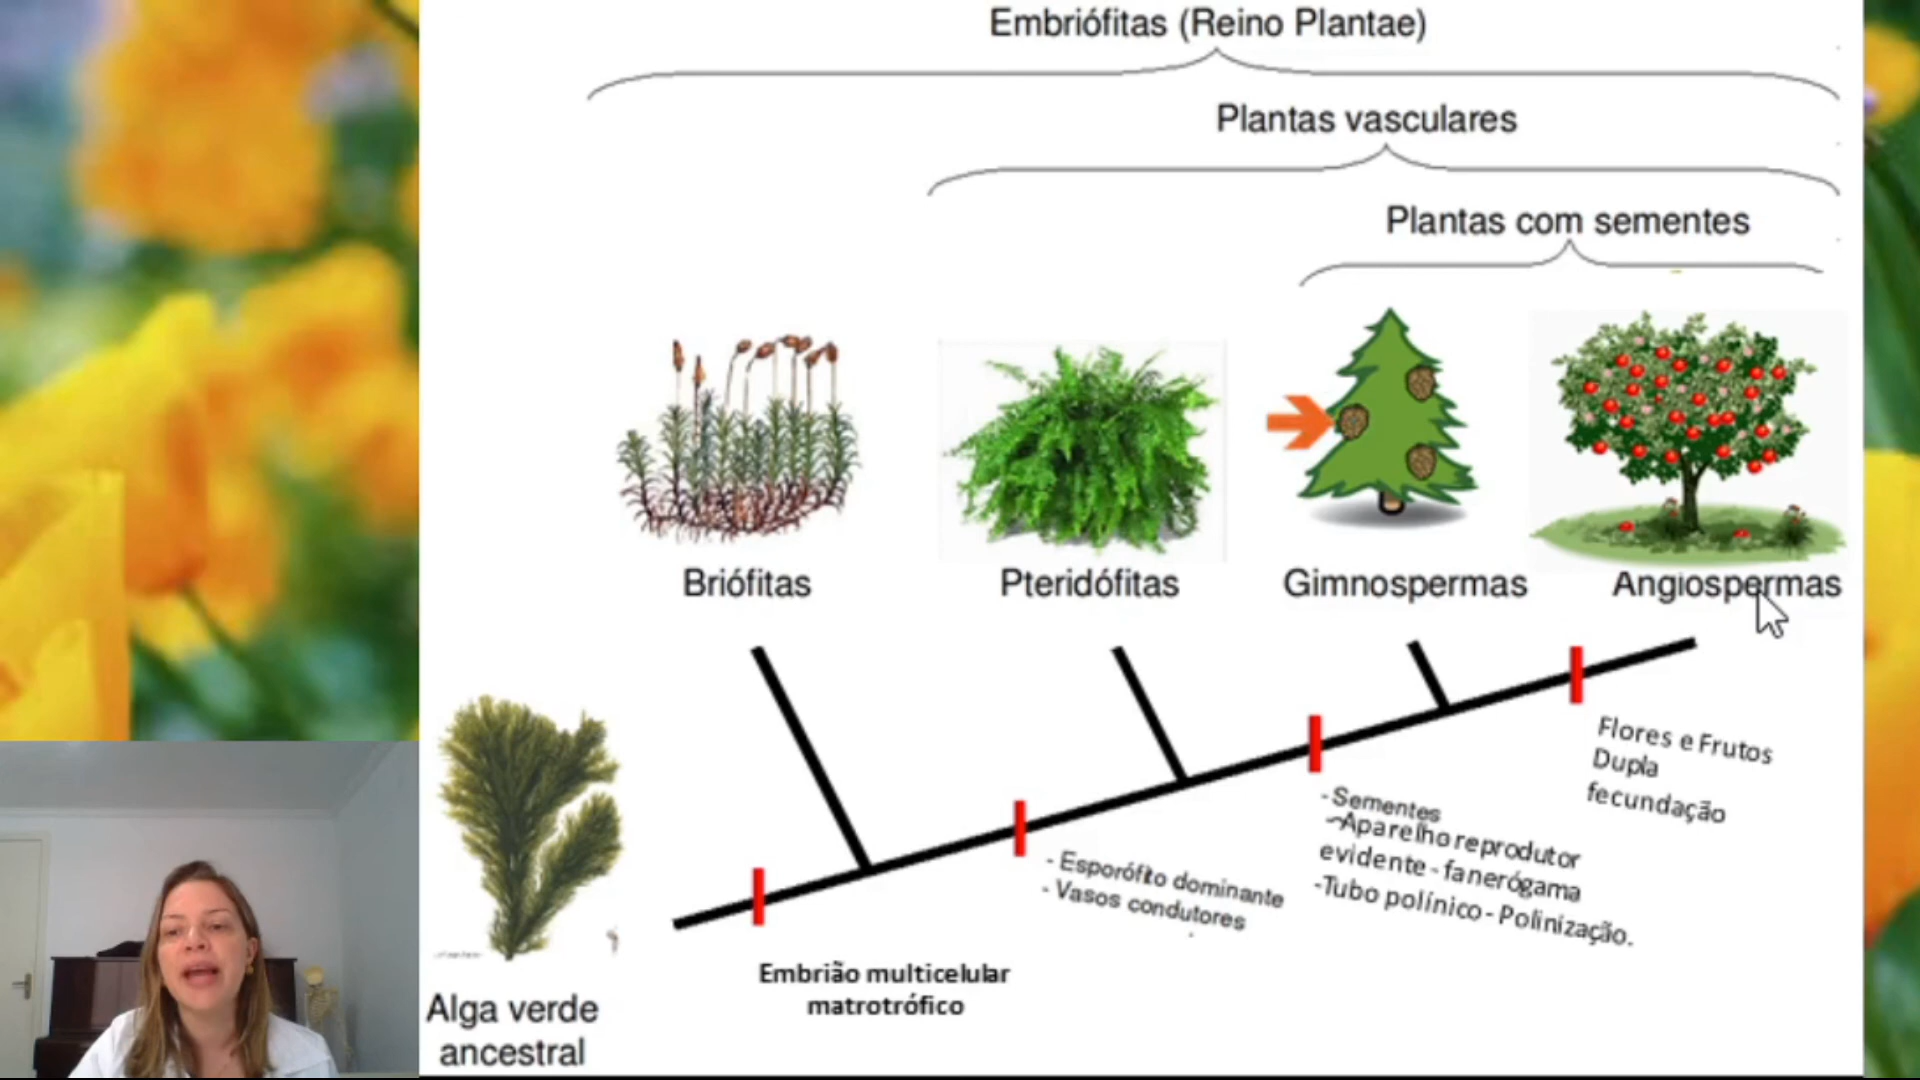 Embriófitas (Reino Plantae)
Plantas vasculares
Plantas com sementes
Briófitas
Pteridófitas
Gimnospermas
Angiospermas
Flores e Frutos
Dupla
fecundação
- Sementes
-Aparelho reprodutor
evidente - fanerógama
-Tubo polínico - Polinização.
- Esporófito dominante
- Vasos condutores
Embrião multicelular
matrotrófico
Alga verde
ancestral